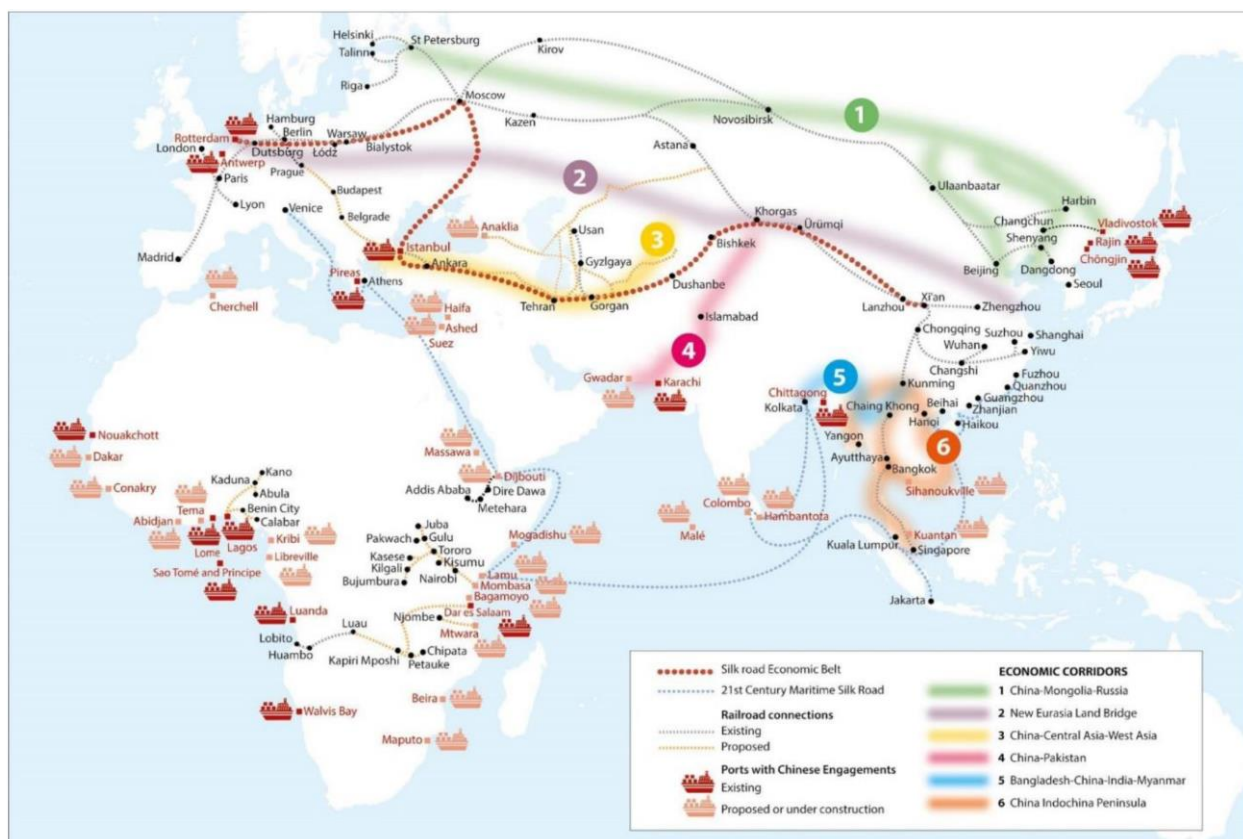 Helsinki
St Petersburg
Talinn
Kirov
Riga
Moscow
1
Kazen
Novosibirsk
Hamburg
Rotterdam
Berlin
Warsaw
London
Dutsburg
Łódż
Bialystok
Antwerp
Prague
Paris
Astana
2
Ulaanbaatar
Harbin
Lyon
Venice
Budapest
Belgrade
Anaklia
Usan
3
Khorgas
Ürümqi
Changchun
Vladivostok
Shenyang
Rajin
Chŏngjin
Istanbul
Bishkek
Gyzlgaya
Madrid
Ankara
Beijing
Dangdong
Pireas
Athens
Dushanbe
Seoul
Cherchell
Tehran
Gorgan
Lanzhou
Xi'an
Zhengzhou
Haifa
Ashed
Suez
Islamabad
Chongqing
Suzhou
Shanghai
Wuhan
Yiwu
4
Changshi
Gwadar
Karachi
5
Kunming
Fuzhou
Quanzhou
Chittagong
Kolkata
Chaing Khong
Beihai
Guangzhou
Zhanjian
Hanoi
Haikou
Nouakchott
Yangon
6
Dakar
Massawa
Ayutthaya
Bangkok
Kano
Kaduna
Djibouti
Conakry
Abula
Addis Ababa
Dire Dawa
Metehara
Sihanoukville
Tema
Benin City
Colombo
Hambantota
Abidjan
Calabar
Juba
Malé
Lome
Lagos
Kribi
Pakwach
Gulu
Mogadishu
Kuantan
Libreville
Kasese
Tororo
Kuala Lumpur
Singapore
Sao Tomé and Principe
Kilgali
Kisumu
Bujumbura
Nairobi
Lamu
Mombasa
Bagamoyo
Jakarta
Luanda
Njombe
Dar es Salaam
Luau
Mtwara
Lobito
Huambo
Chipata
Kapiri Mposhi
Petauke
Walvis Bay
Beira
Maputo
Silk road Economic Belt
21st Century Maritime Silk Road
Railroad connections
Existing
Proposed
Ports with Chinese Engagements
Existing
Proposed or under construction
ECONOMIC CORRIDORS
1 China-Mongolia-Russia
2 New Eurasia Land Bridge
3 China-Central Asia-West Asia
4 China-Pakistan
5 Bangladesh-China-India-Myanmar
6 China Indochina Peninsula